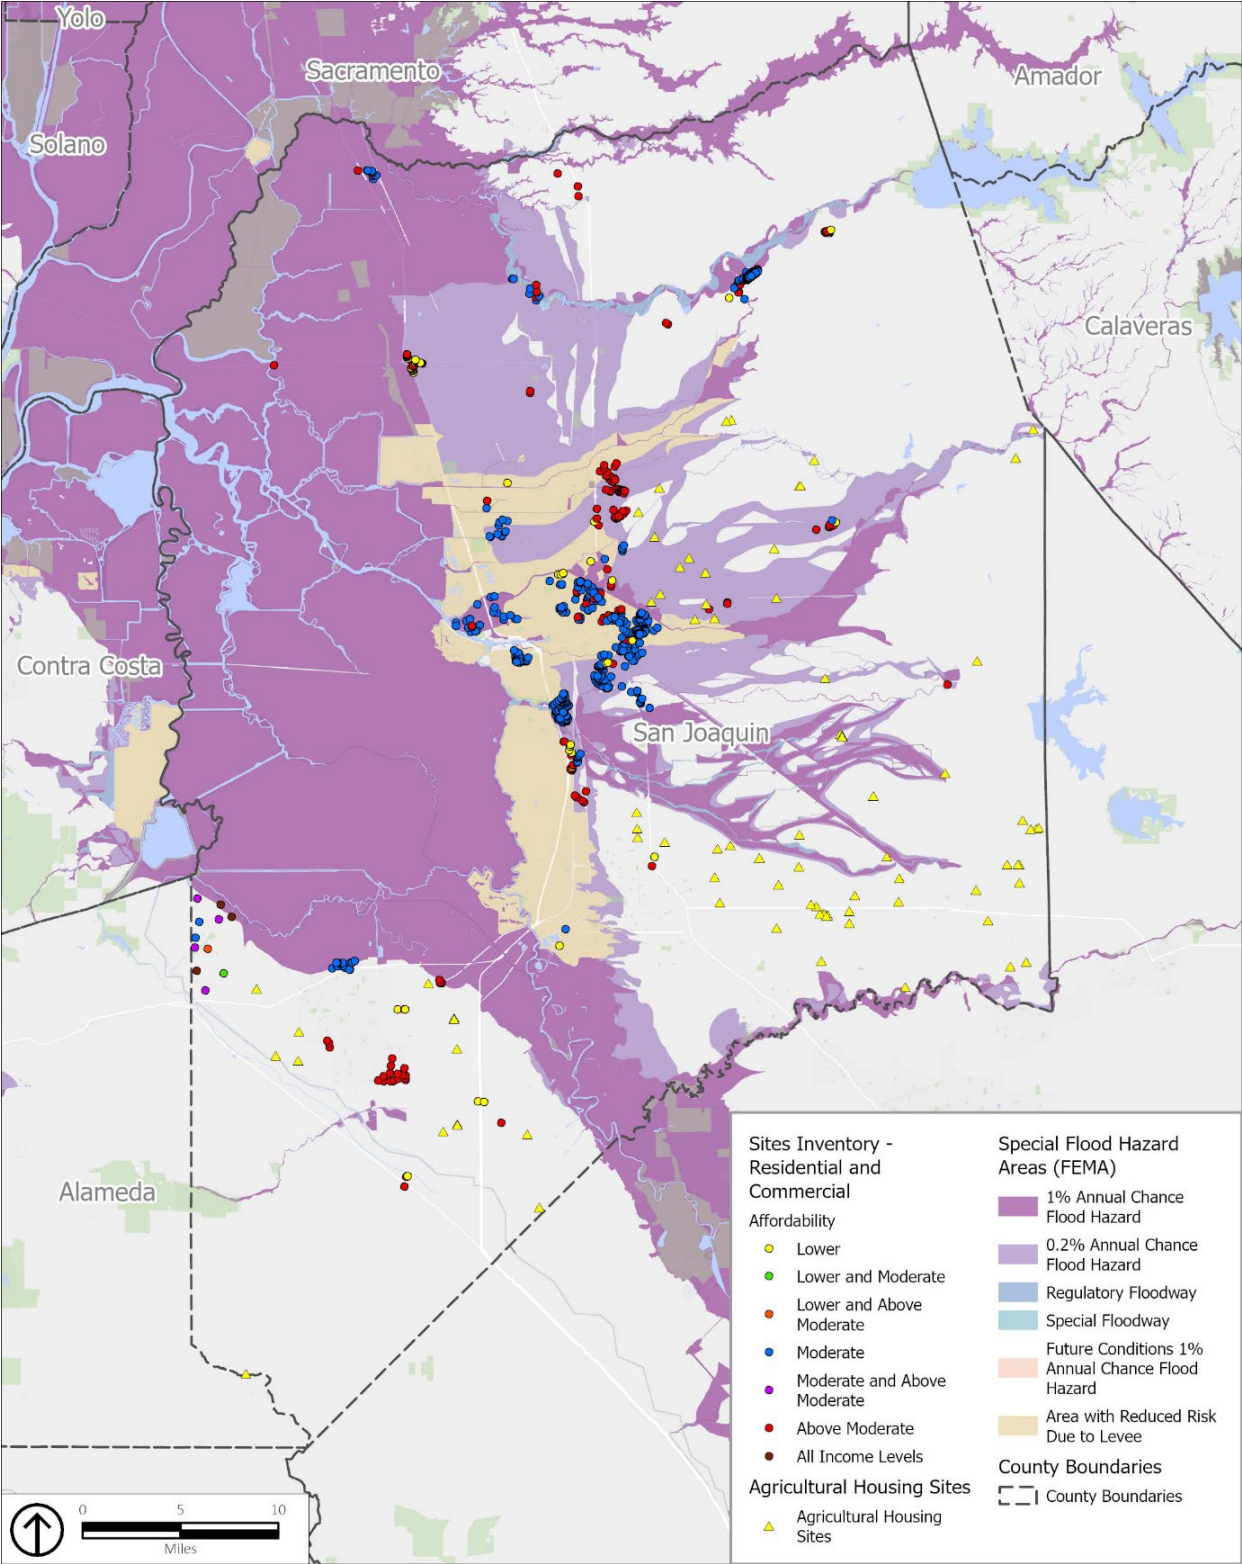 Yolo
Sacramento
Amador
Solano
Calaveras
Contra Costa
San Joaquin
Alameda
Sites Inventory -
Residential and
Commercial
Affordability
Lower
Lower and Moderate
Lower and Above
Moderate
Moderate
Moderate and Above
Moderate
Above Moderate
All Income Levels
Agricultural Housing Sites
Agricultural Housing
Sites
Special Flood Hazard
Areas (FEMA)
1% Annual Chance
Flood Hazard
0.2% Annual Chance
Flood Hazard
Regulatory Floodway
Special Floodway
Future Conditions 1%
Annual Chance Flood
Hazard
Area with Reduced Risk
Due to Levee
County Boundaries
County Boundaries
0 5 10
Miles